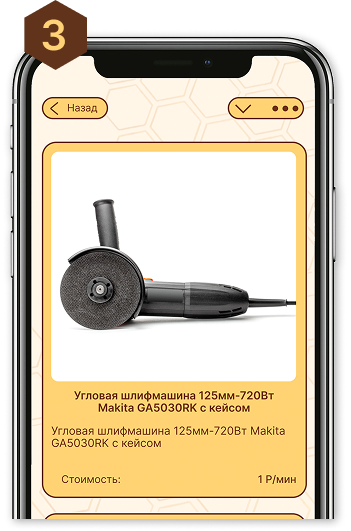 3
Назад
Угловая шлифмашина 125мм-720Вт
Makita GA5030RK с кейсом
Угловая шлифмашина 125мм-720Вт Makita
GA5030RK с кейсом
Стоимость: 1 Р/мин